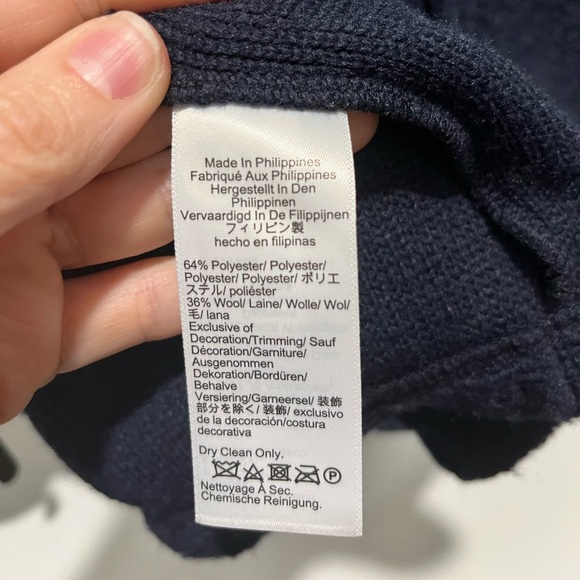 Made In Philippines
Fabriqué Aux Philippines
Hergestellt In Den
Philippinen
Vervaardigd In De Filippijnen
フィリピン製
hecho en filipinas
64% Polyester/ Polyester/
Polyester/ Polyester/ ポリエ
ステル/ poliéster
36% Wool/ Laine/ Wolle/ Wol/
毛/ lana
Exclusive of
Decoration/Trimming/ Sauf
Décoration/Garniture/
Ausgenommen
Dekoration/Bordüren/
Behalve
Versiering/Garneersel/ 装飾
部分を除く/ 装飾/ exclusivo
de la decoración/costura
decorativa
Dry Clean Only.
P
Nettoyage À Sec.
Chemische Reinigung.